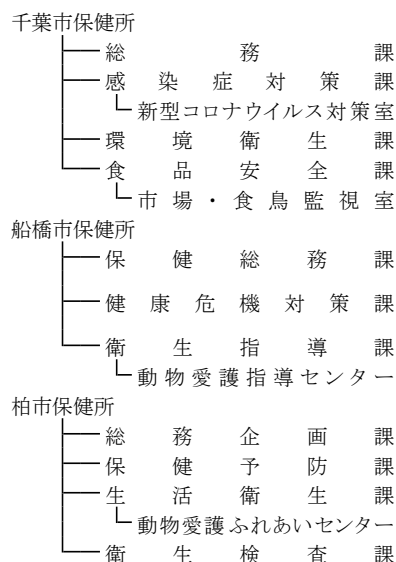 千葉市保健所
総務課
感染症対策課
新型コロナウイルス対策室
環境衛生課
食品安全課
市場・食鳥監視室
船橋市保健所
保健総務課
健康危機対策課
衛生指導課
動物愛護指導センター
柏市保健所
総務企画課
保健予防課
生活衛生課
動物愛護ふれあいセンター
衛生検査課